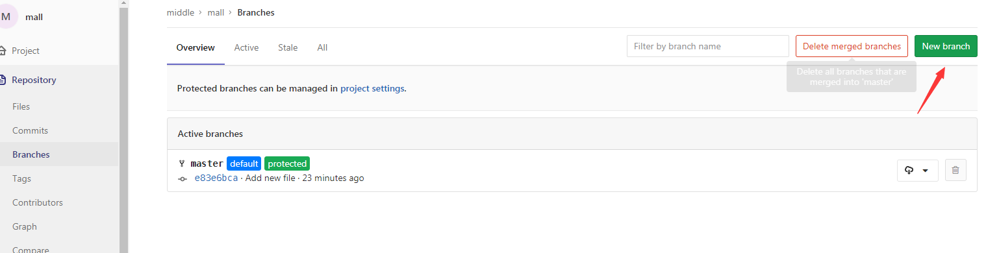 M mall
Project
Repository
Files
Commits
Branches
Tags
Contributors
Graph
Compare
middle › mall › Branches
Overview Active Stale All
Filter by branch name
Delete merged branches
New branch
Delete all branches that are
merged into 'master'
Protected branches can be managed in project settings.
Active branches
master default protected
e83e6bca · Add new file · 23 minutes ago